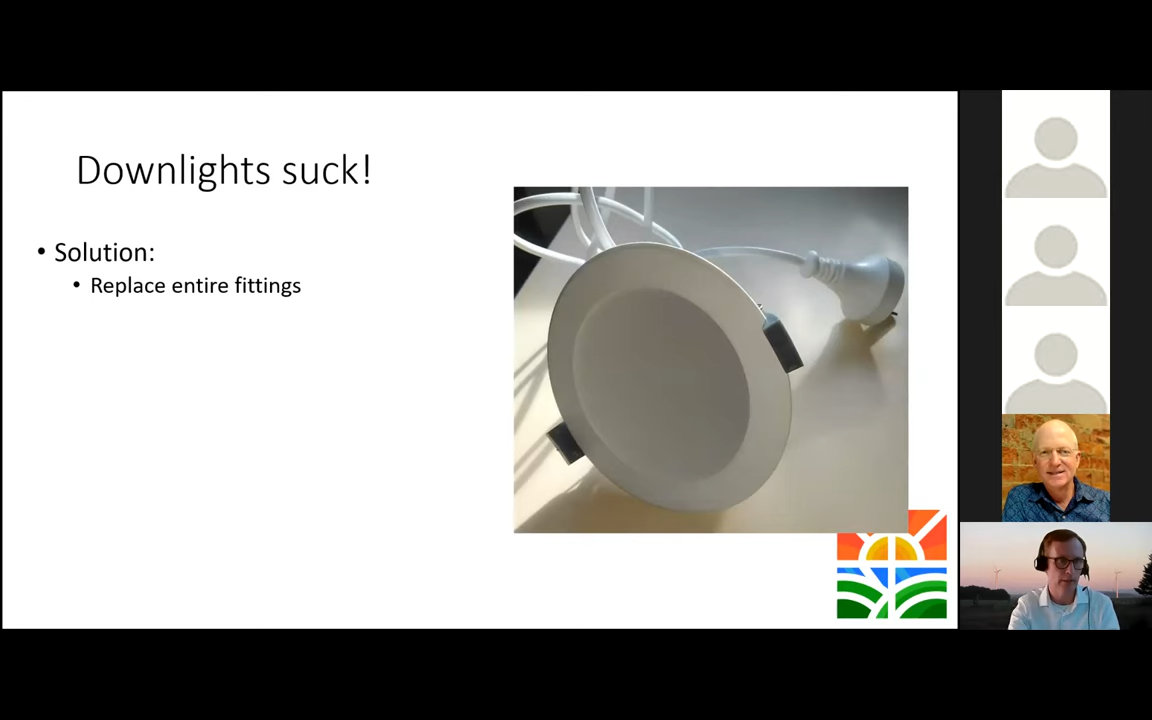 Downlights suck!
• Solution:
• Replace entire fittings